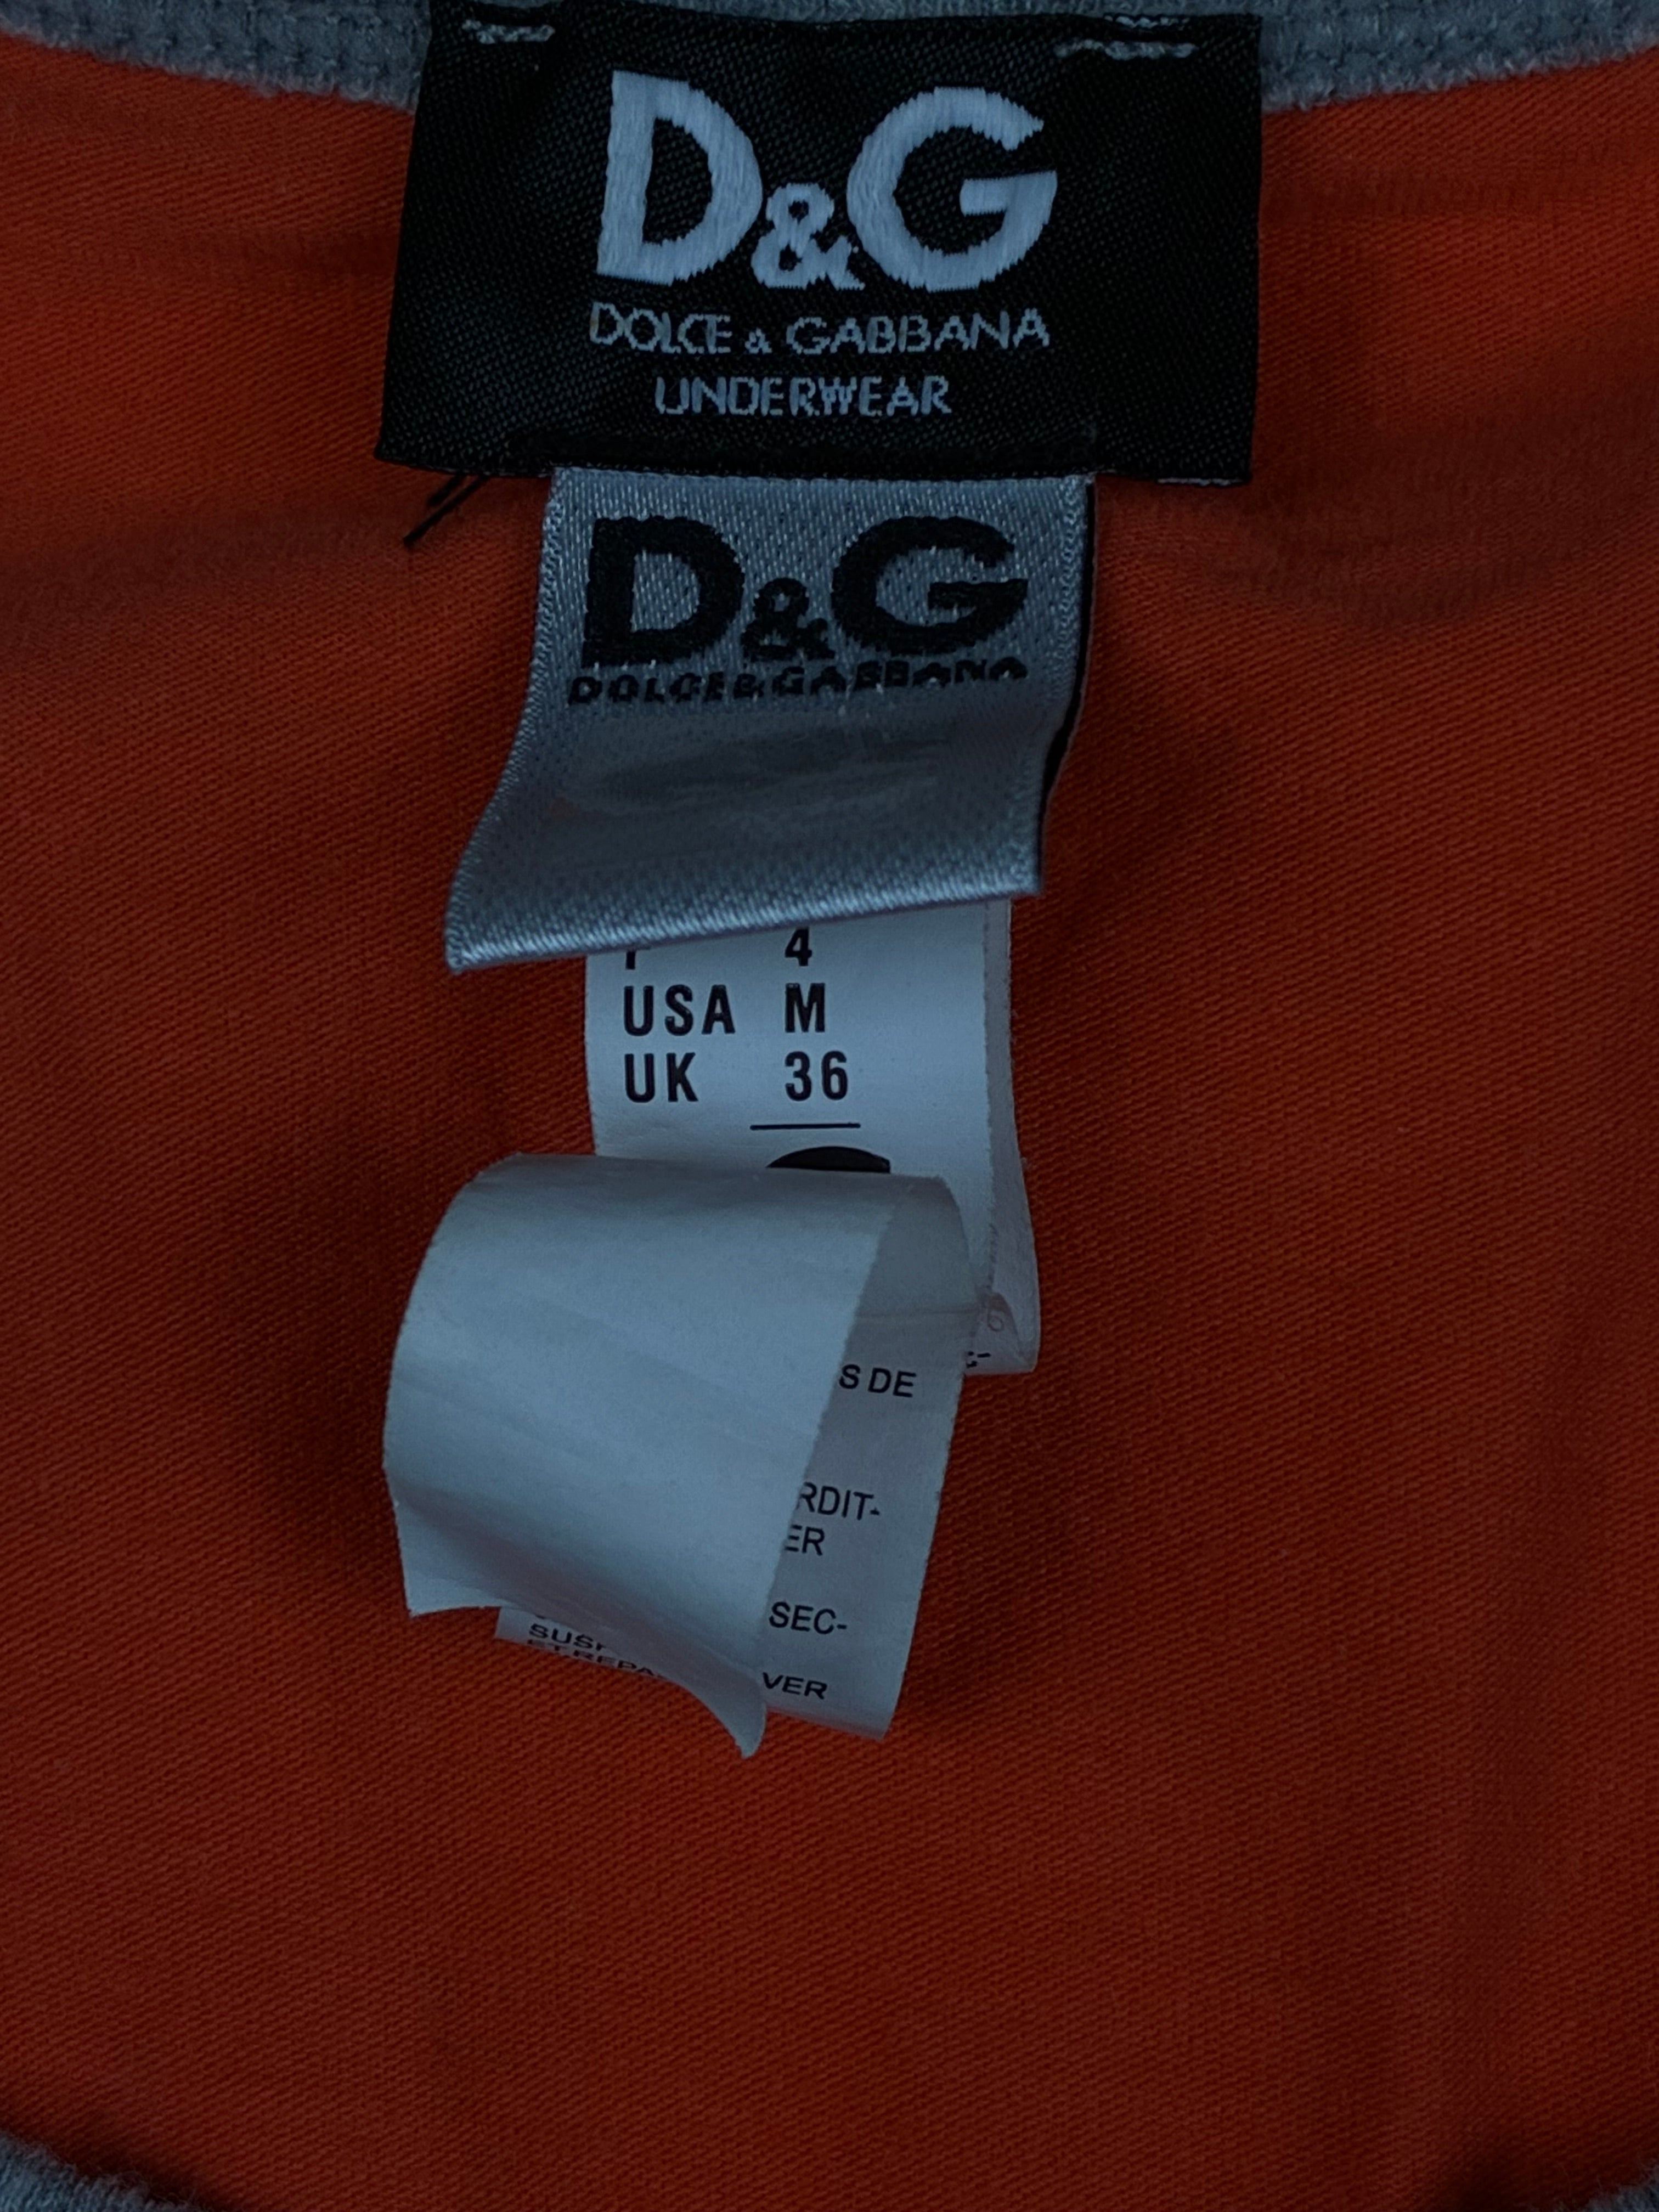 D&G
DOLCE & GABBANA
UNDERWEAR
D&G
DOLCE&GABBANA
4
USA M
UK 36
S DE
RDIT-
ER
SEC-
VER